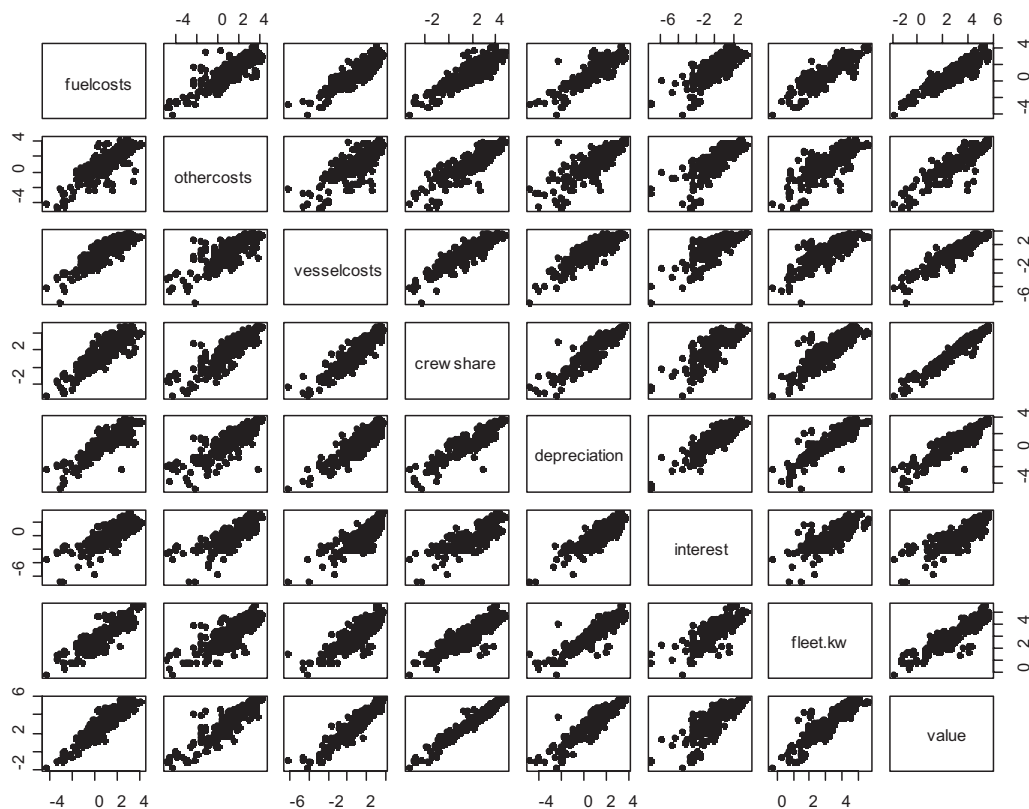 -4 0 2 4 -2 2 4 -6 -2 2 -2 0 2 4 6
fuelcosts
4 0 -4
4 0 -4
othercosts
vesselcosts
2 -2 -6
2 -2
crew share
depreciation
4 0 -4
0 -6
interest
fleet.kw
4 2 0
6 2 -2
value
-4 0 2 4 -6 -2 2 -4 0 2 4 0 2 4